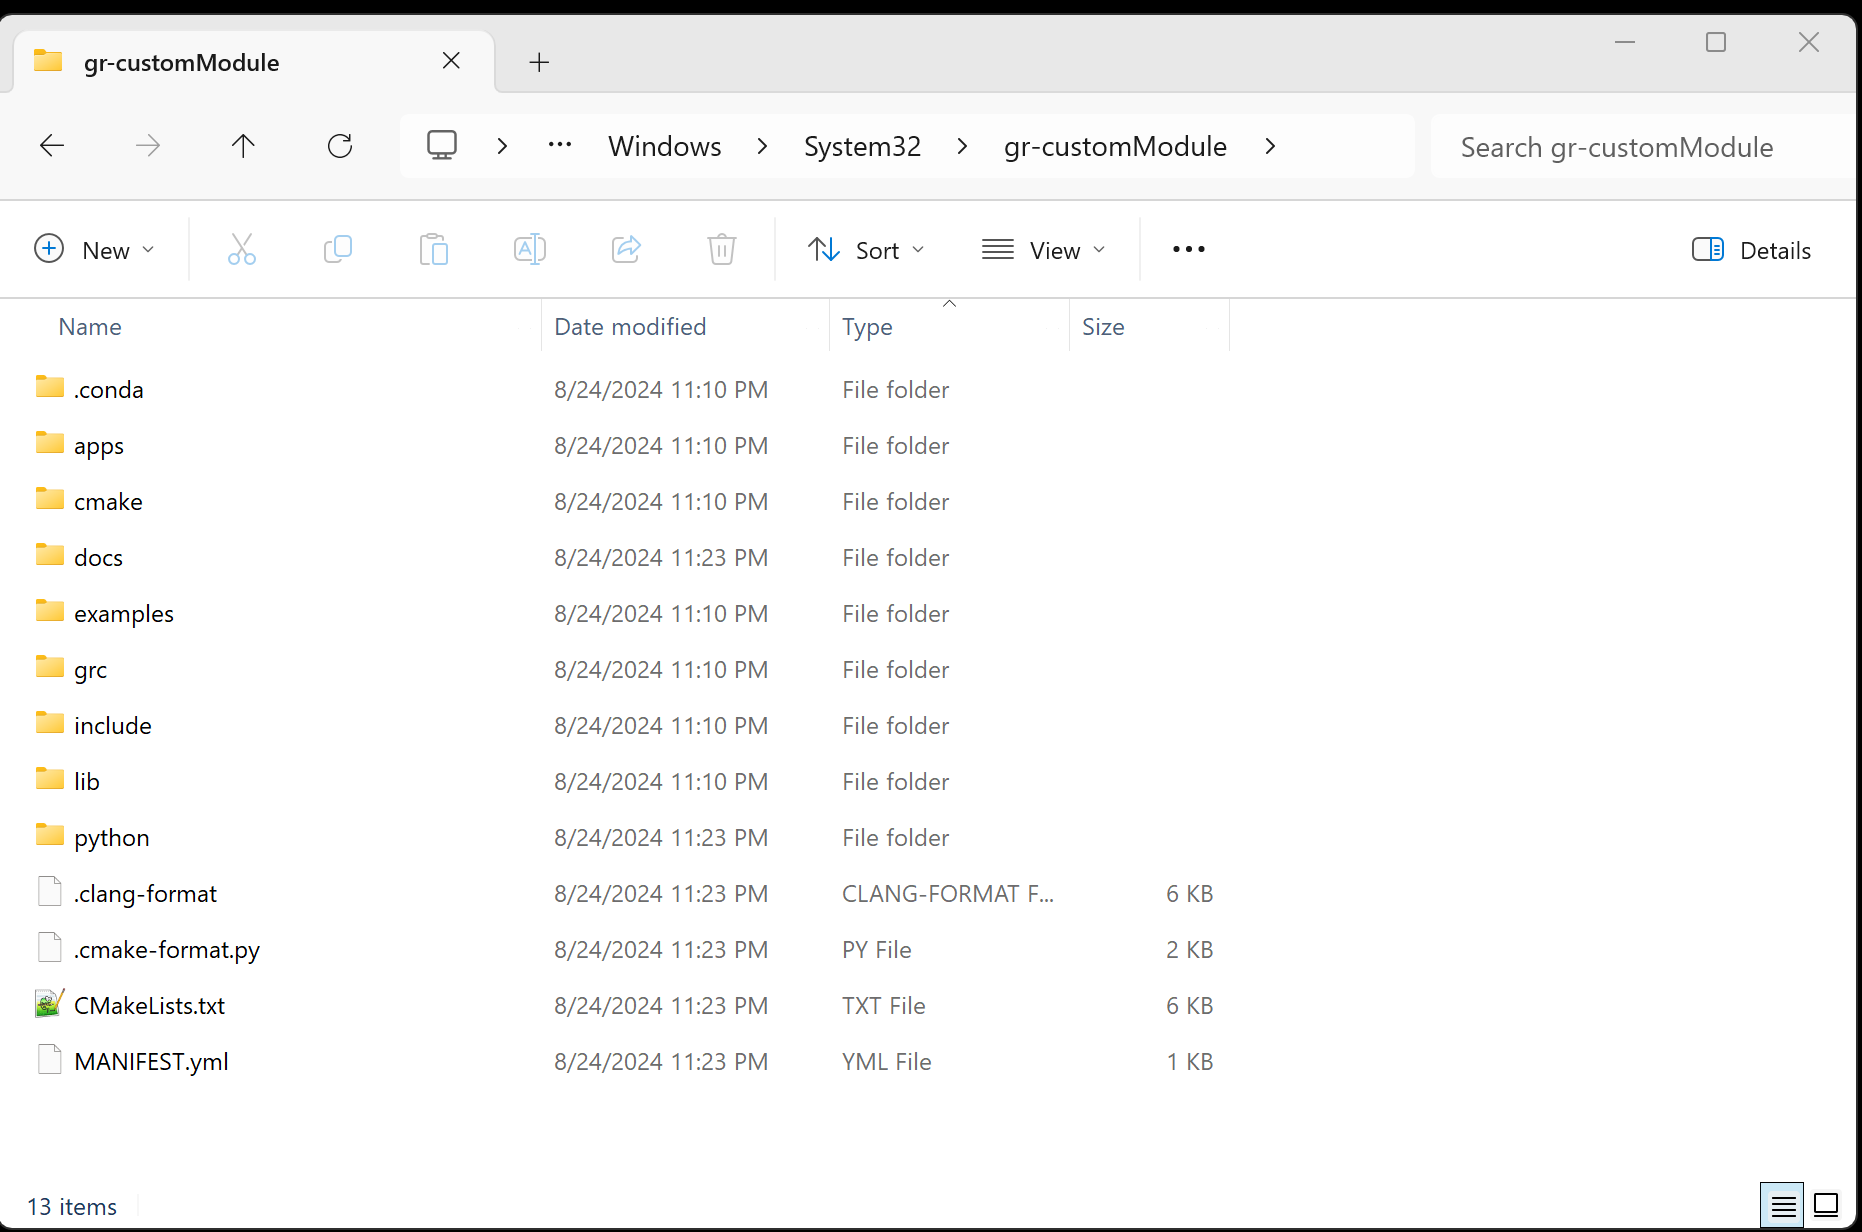 gr-customModule
Windows System32 gr-customModule Search gr-customModule
New Sort View Details
Name Date modified Type Size
.conda 8/24/2024 11:10 PM File folder
apps 8/24/2024 11:10 PM File folder
cmake 8/24/2024 11:10 PM File folder
docs 8/24/2024 11:23 PM File folder
examples 8/24/2024 11:10 PM File folder
grc 8/24/2024 11:10 PM File folder
include 8/24/2024 11:10 PM File folder
lib 8/24/2024 11:10 PM File folder
python 8/24/2024 11:23 PM File folder
.clang-format 8/24/2024 11:23 PM CLANG-FORMAT F... 6 KB
.cmake-format.py 8/24/2024 11:23 PM PY File 2 KB
CMakeLists.txt 8/24/2024 11:23 PM TXT File 6 KB
MANIFEST.yml 8/24/2024 11:23 PM YML File 1 KB
13 items